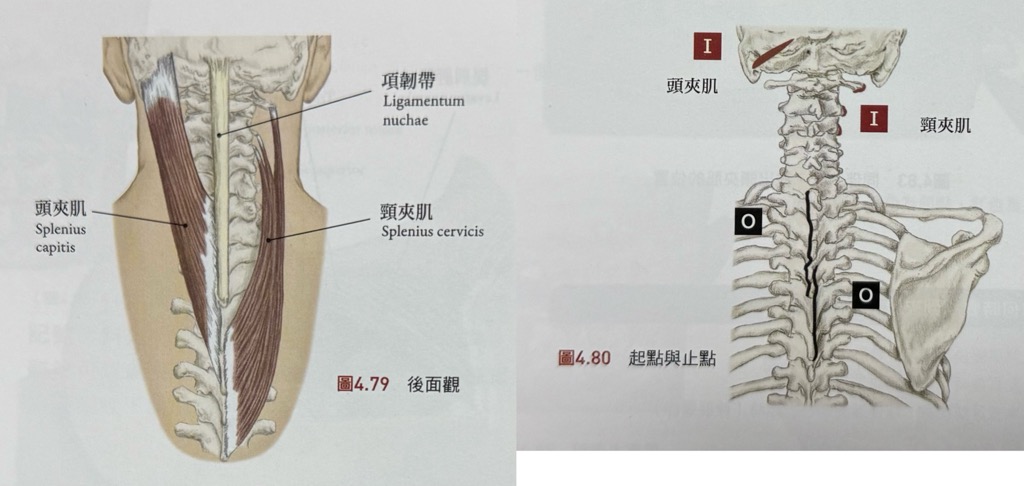 項韌帶
Ligamentum
nuchae
頭夾肌
Splenius
capitis
頸夾肌
Splenius cervicis
圖4.79 後面觀
I
頭夾肌
I
頸夾肌
O
O
圖4.80 起點與止點